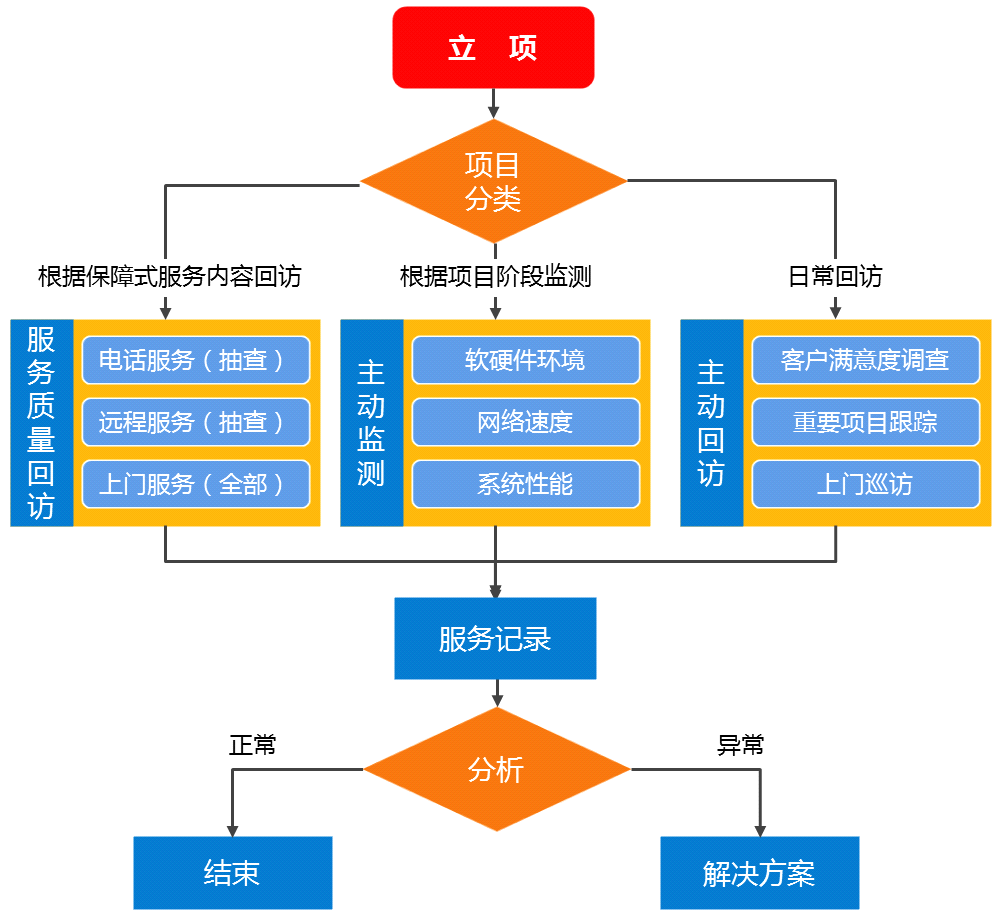 立 项
项目
分类
根据保障式服务内容回访
根据项目阶段监测
日常回访
服务质量回访
电话服务（抽查）
远程服务（抽查）
上门服务（全部）
主动监测
软硬件环境
网络速度
系统性能
主动回访
客户满意度调查
重要项目跟踪
上门巡访
服务记录
分析
正常
异常
结束
解决方案